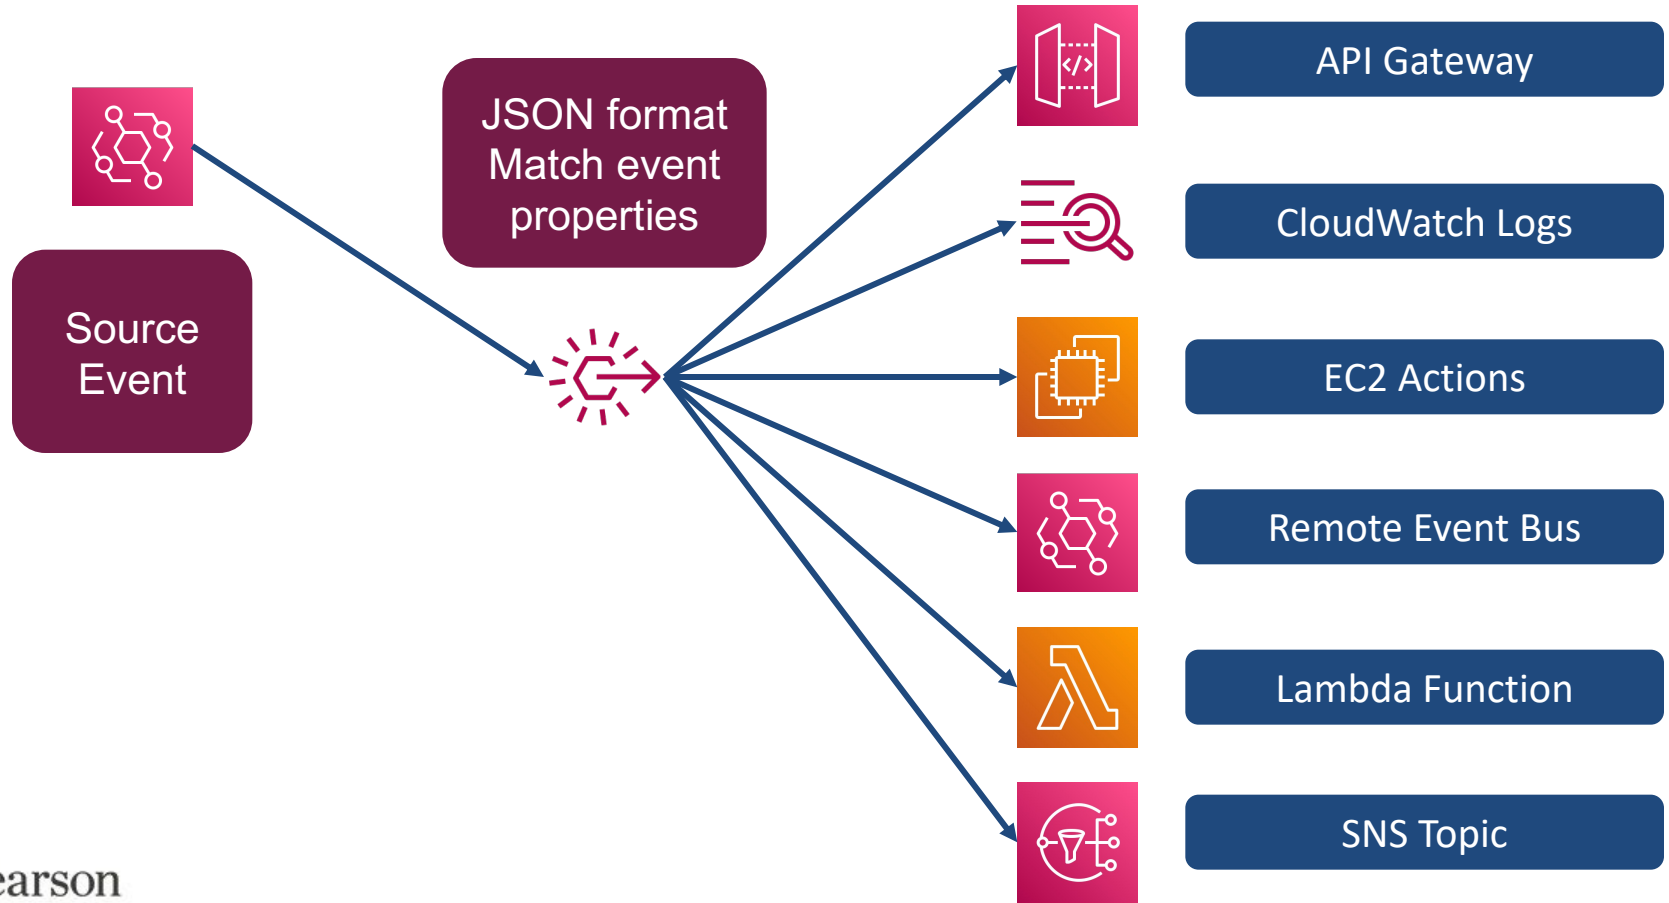 API Gateway
JSON format
Match event
properties
CloudWatch Logs
Source
Event
EC2 Actions
Remote Event Bus
Lambda Function
SNS Topic
earson